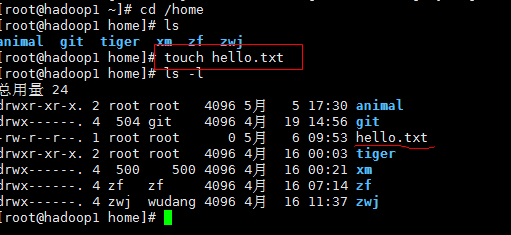 [root@hadoop1 ~]# cd /home
[root@hadoop1 home]# ls
animal  git  tiger  xm  zf  zwj
[root@hadoop1 home]# touch hello.txt
[root@hadoop1 home]# ls -l
总用量 24
drwxr-xr-x. 2 root root   4096 5月   5 17:30 animal
drwx------. 4  504 git    4096 4月  19 14:56 git
-rw-r--r--. 1 root root      0 5月   6 09:53 hello.txt
drwxr-xr-x. 2 root root   4096 4月  16 00:03 tiger
drwx------. 4  500    500 4096 4月  16 00:21 xm
drwx------. 4 zf   zf     4096 4月  16 07:14 zf
drwx------. 4 zwj  wudang 4096 4月  16 11:37 zwj
[root@hadoop1 home]#